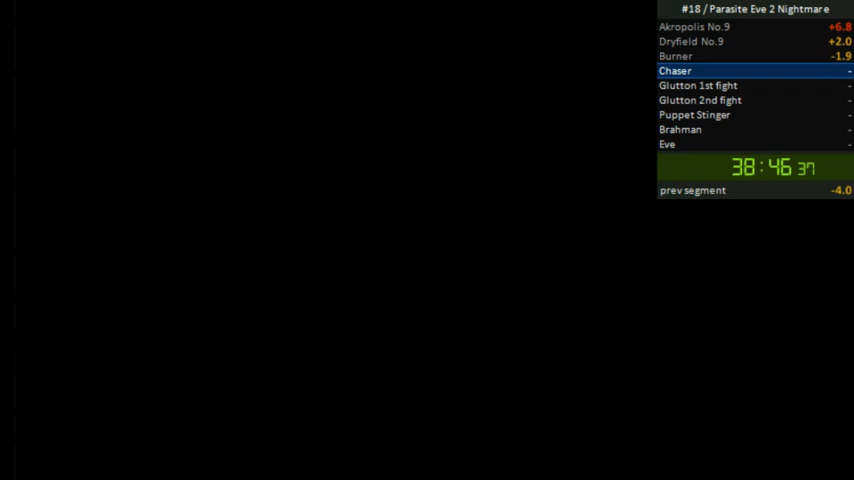 #18 / Parasite Eve 2 Nightmare
Akropolis No.9 +6.8
Dryfield No.9 +2.0
Burner -1.9
Chaser -
Glutton 1st fight -
Glutton 2nd fight -
Puppet Stinger -
Brahman -
Eve -
38:46 37
prev segment -4.0